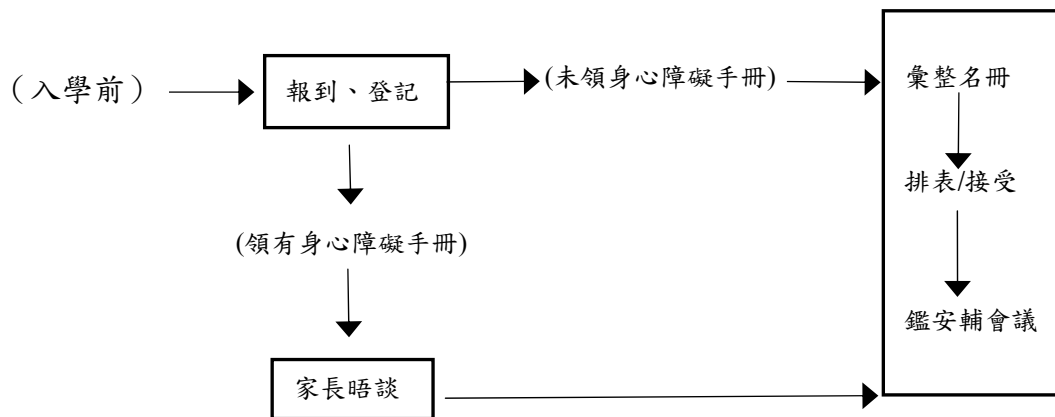 （入學前）
報到、登記
(未領身心障礙手冊)
彙整名冊
排表/接受
(領有身心障礙手冊)
鑑安輔會議
家長晤談